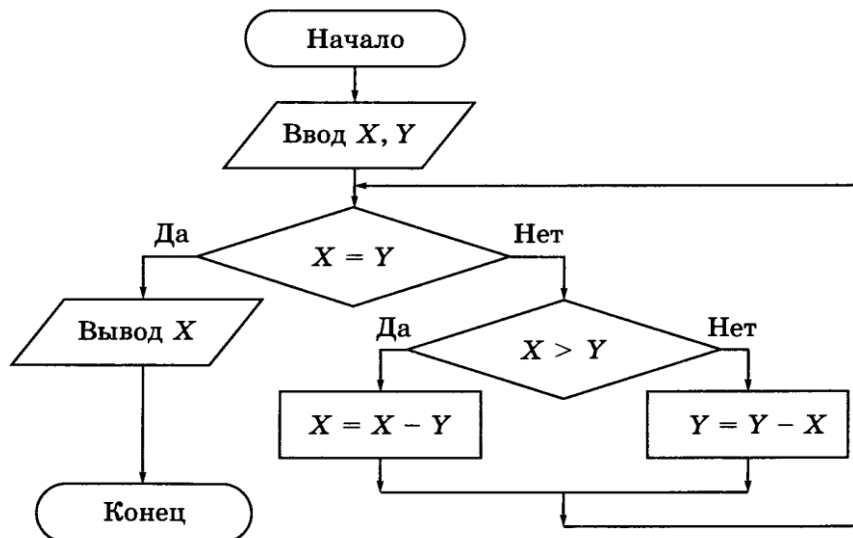 Начало
Ввод X, Y
Да
Нет
X = Y
Вывод X
Да
Нет
X > Y
X = X − Y
Y = Y − X
Конец